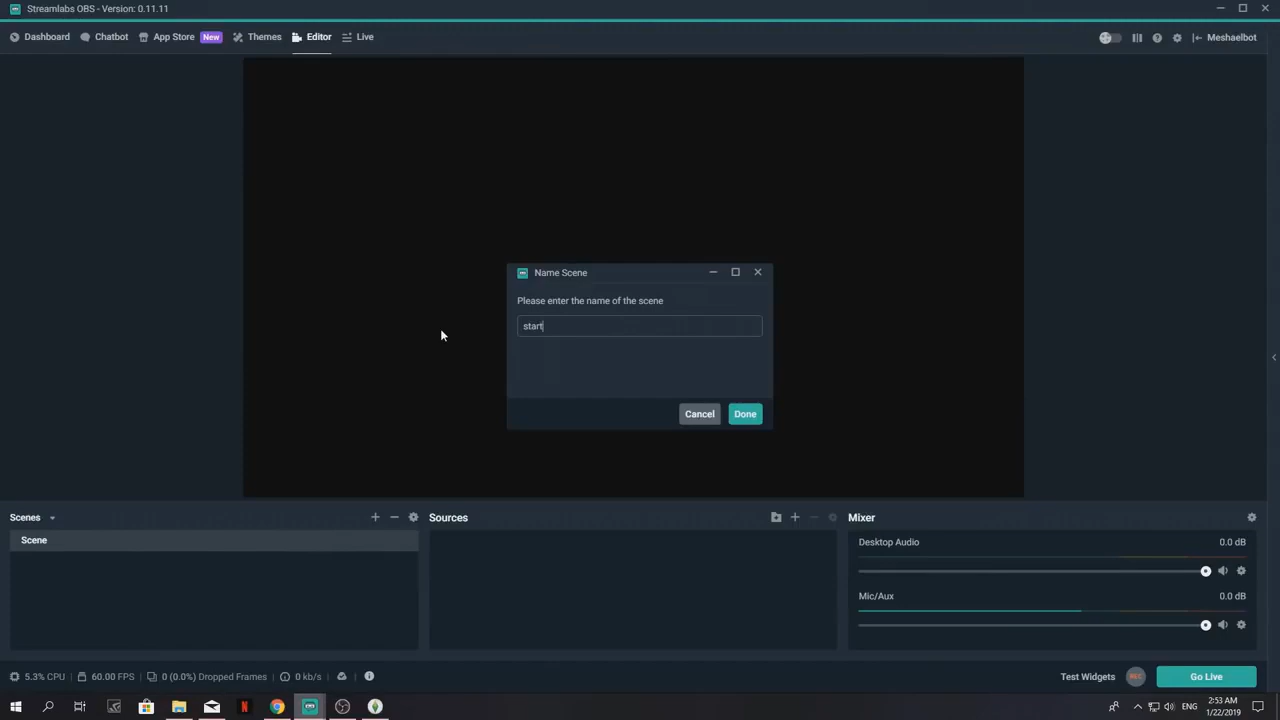 Streamlabs OBS - Version: 0.11.11
Dashboard Chatbot App Store New Themes Editor Live Meshaelbot
Name Scene
Please enter the name of the scene
start
Cancel Done
Scenes Sources Mixer
Scene
Desktop Audio 0.0 dB
Mic/Aux 0.0 dB
5.3% CPU 60.00 FPS 0 (0.0%) Dropped Frames 0 kb/s Test Widgets REC Go Live
ENG 2:53 AM
1/22/2019